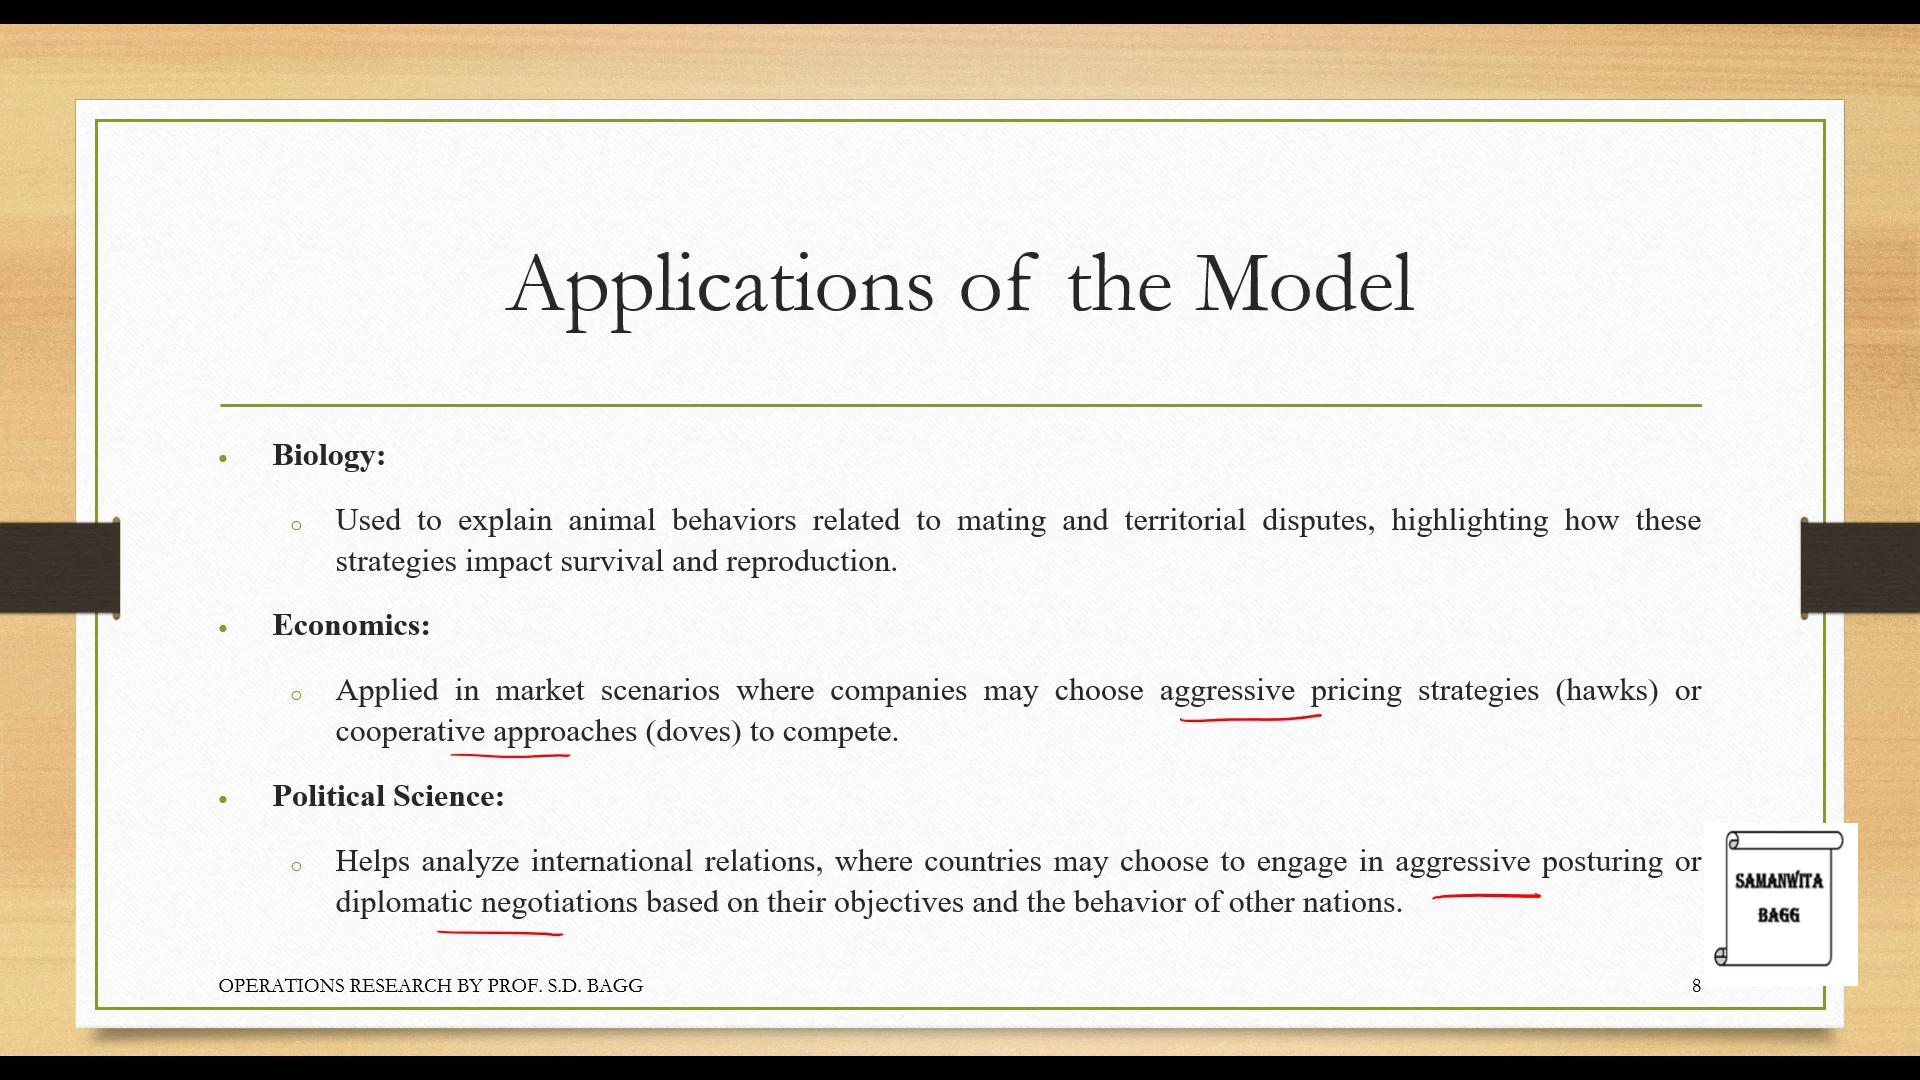 Applications of the Model
• Biology:
○ Used to explain animal behaviors related to mating and territorial disputes, highlighting how these
strategies impact survival and reproduction.
• Economics:
○ Applied in market scenarios where companies may choose aggressive pricing strategies (hawks) or
cooperative approaches (doves) to compete.
• Political Science:
○ Helps analyze international relations, where countries may choose to engage in aggressive posturing or
diplomatic negotiations based on their objectives and the behavior of other nations.
SAMANWITA
BAGG
OPERATIONS RESEARCH BY PROF. S.D. BAGG
8